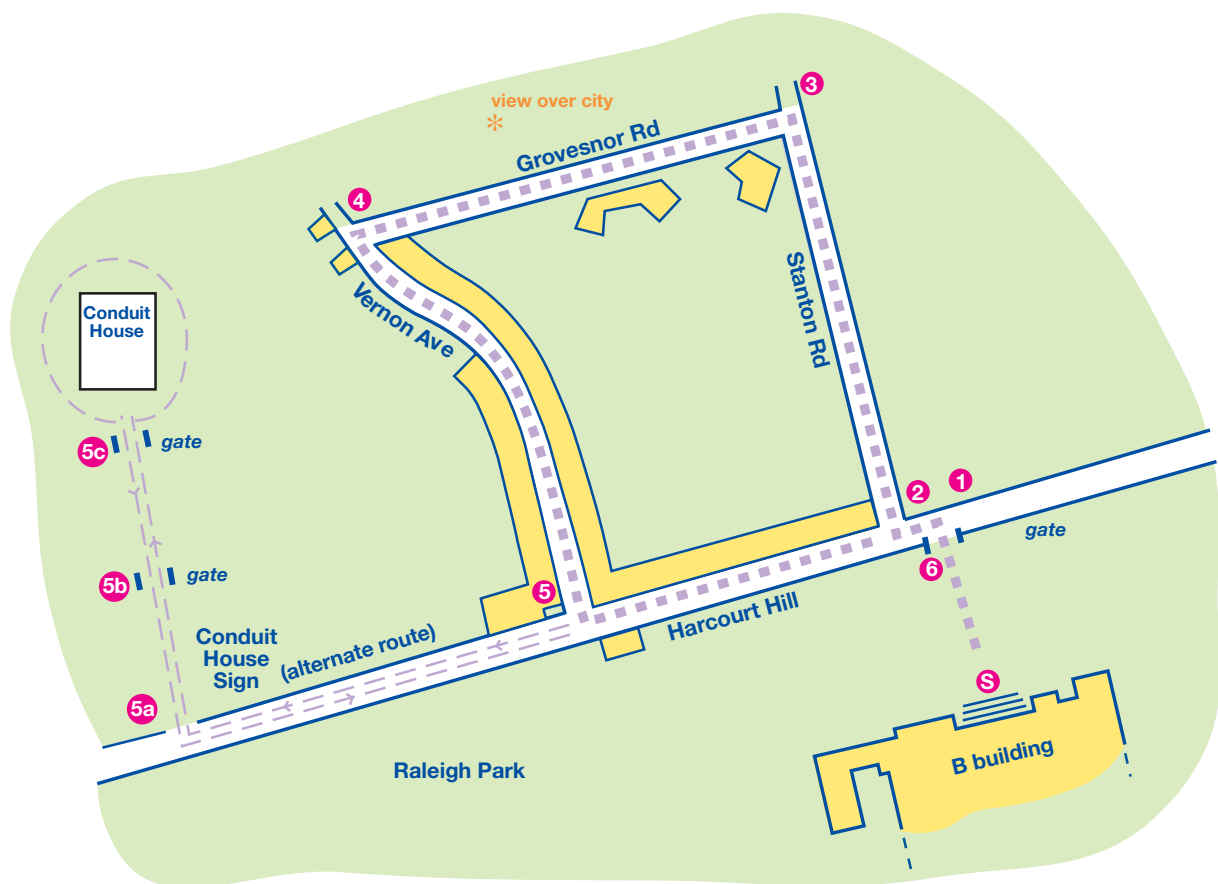 view over city
3
Grovesnor Rd
4
Stanton Rd
Vernon Ave
Conduit
House
5c
gate
2
1
gate
6
5b
gate
5
Harcourt Hill
Conduit
House
Sign
(alternate route)
5a
S
B building
Raleigh Park